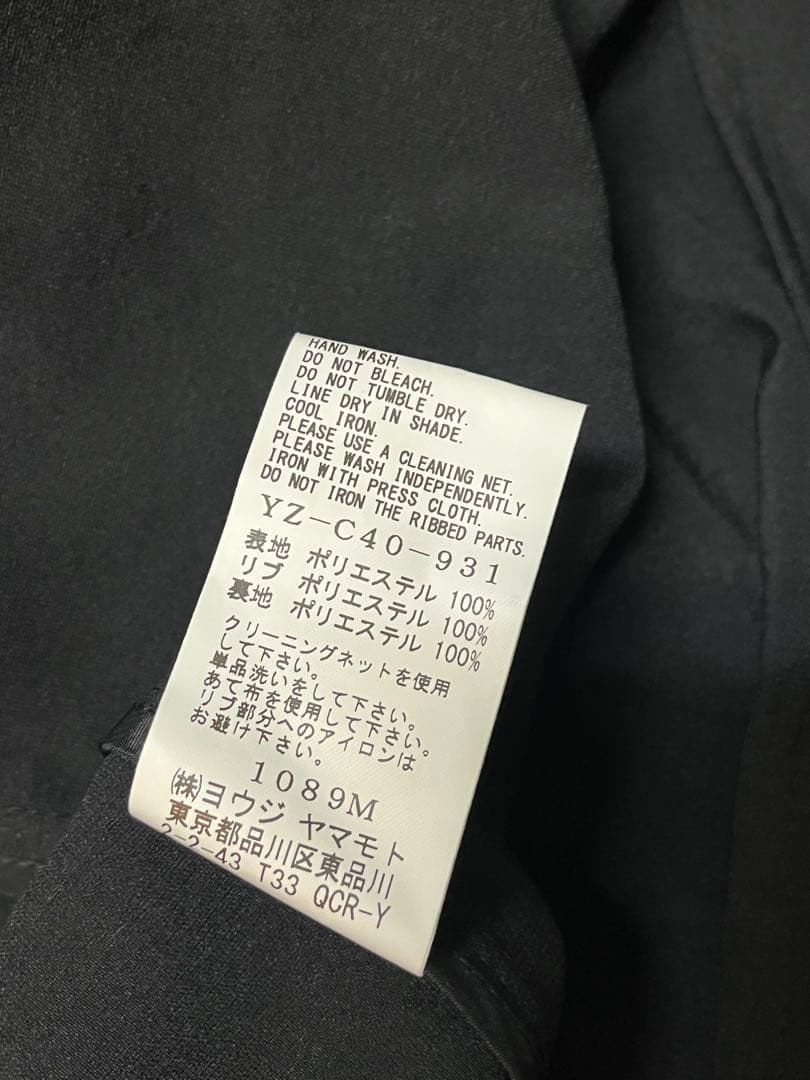 HAND WASH.
DO NOT BLEACH.
DO NOT TUMBLE DRY.
LINE DRY IN SHADE.
COOL IRON.
PLEASE USE A CLEANING NET.
PLEASE WASH INDEPENDENTLY.
IRON WITH PRESS CLOTH.
DO NOT IRON THE RIBBED PARTS.
YZ-C40-931
表地 ポリエステル 100%
リブ ポリエステル 100%
裏地 ポリエステル 100%
クリーニングネットを使用
して下さい。
単品洗いをして下さい。
あて布を使用して下さい。
リブ部分へのアイロンは
お避け下さい。
1089M
(株)ヨウジ ヤマモト
東京都品川区東品川
2-2-43 T33 QCR-Y